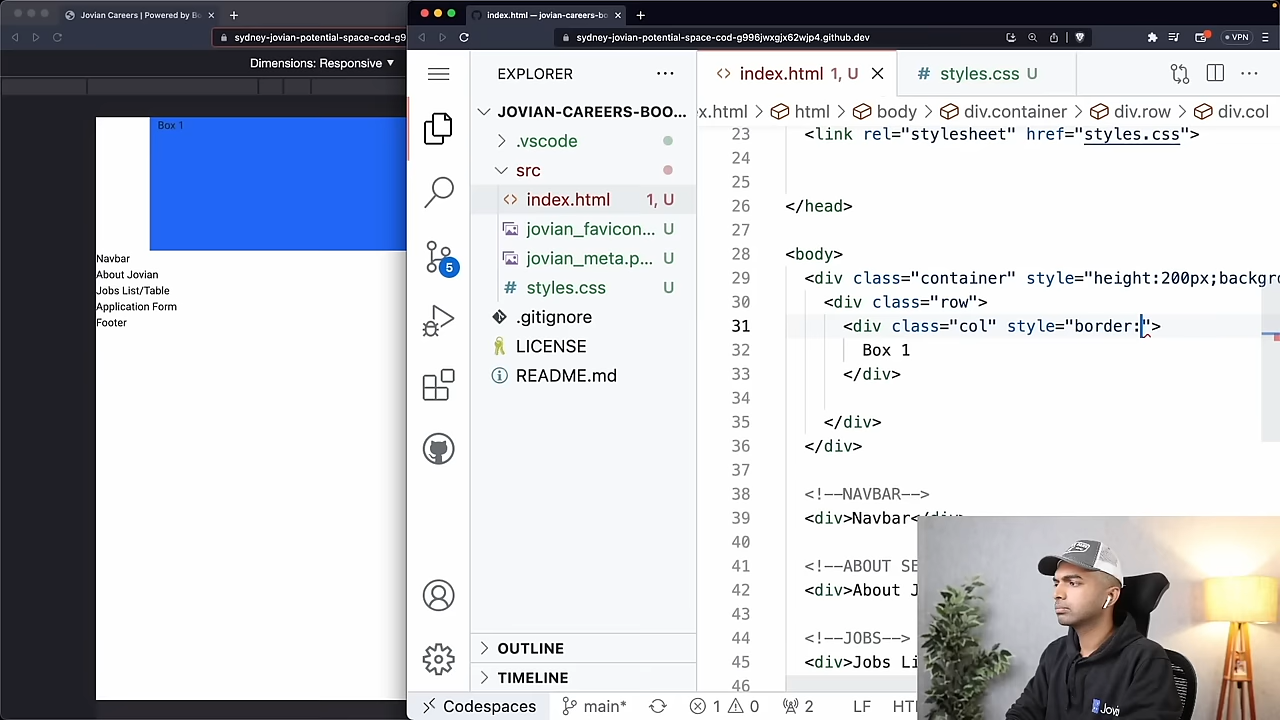 Jovian Careers | Powered by Bo
index.html — jovian-careers-bo
sydney-jovian-potential-space-cod-g9
sydney-jovian-potential-space-cod-g996jwxgjx62wjp4.github.dev
VPN
Dimensions: Responsive ▼
Box 1
Navbar
About Jovian
Jobs List/Table
Application Form
Footer
EXPLORER
JOVIAN-CAREERS-BOO...
.vscode
src
index.html 1, U
jovian_favicon... U
jovian_meta.p... U
styles.css U
.gitignore
LICENSE
README.md
OUTLINE
TIMELINE
5
index.html 1, U
styles.css U
x.html > html > body > div.container > div.row > div.col
23 <link rel="stylesheet" href="styles.css">
24
25
26 </head>
27
28 <body>
29 <div class="container" style="height:200px;backgro
30 <div class="row">
31 <div class="col" style="border:">
32 Box 1
33 </div>
34
35 </div>
36 </div>
37
38 <!--NAVBAR-->
39 <div>Navbar</div>
40
41 <!--ABOUT SE
42 <div>About J
43
44 <!--JOBS-->
45 <div>Jobs Li
46
Codespaces main* 1 0 2 LF HT
Jovi